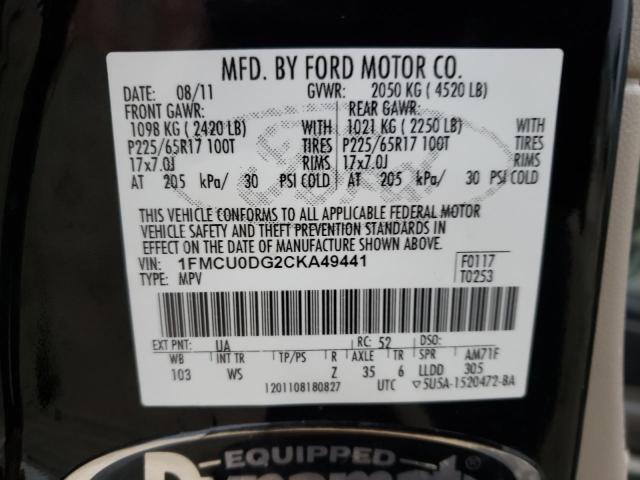 MFD. BY FORD MOTOR CO.
DATE: 08/11 GVWR: 2050 KG ( 4520 LB)
FRONT GAWR: REAR GAWR:
1098 KG (2420 LB) WITH 1021 KG ( 2250 LB) WITH
P225/65R17 100T TIRES P225/65R17 100T TIRES
17x7.0J RIMS 17x7.0J RIMS
AT 205 kPa/ 30 PSI COLD AT 205 kPa/ 30 PSI COLD
THIS VEHICLE CONFORMS TO ALL APPLICABLE FEDERAL MOTOR
VEHICLE SAFETY AND THEFT PREVENTION STANDARDS IN
EFFECT ON THE DATE OF MANUFACTURE SHOWN ABOVE.
VIN: 1FMCU0DG2CKA49441 F0117
TYPE: MPV T0253
EXT PNT: UA RC: 52 DSO:
WB INT TR TP/PS R AXLE TR SPR AM71F
103 WS Z 35 6 LLDD 305
1201108180827 UTC ▽5U5A-1520472-BA
EQUIPPED
Dynamat